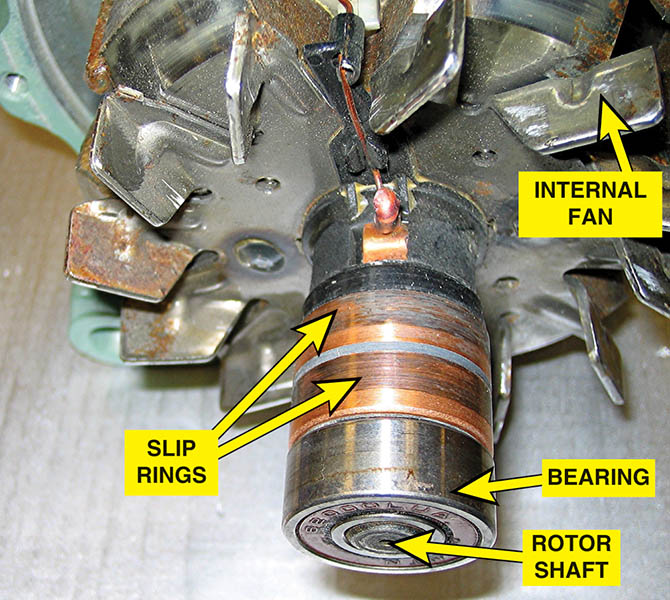 INTERNAL
FAN
SLIP
RINGS
BEARING
ROTOR
SHAFT